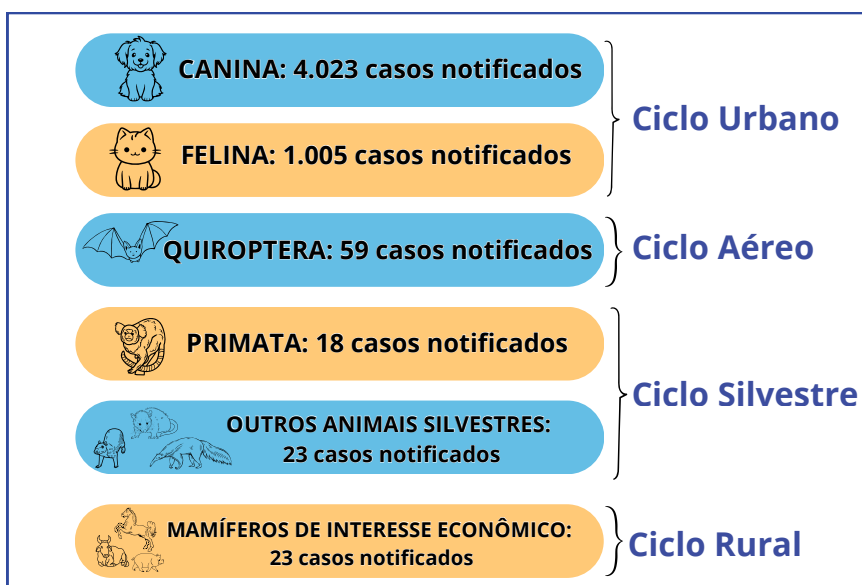 CANINA: 4.023 casos notificados
FELINA: 1.005 casos notificados
Ciclo Urbano
QUIROPTERA: 59 casos notificados
Ciclo Aéreo
PRIMATA: 18 casos notificados
OUTROS ANIMAIS SILVESTRES:
23 casos notificados
Ciclo Silvestre
MAMÍFEROS DE INTERESSE ECONÔMICO:
23 casos notificados
Ciclo Rural